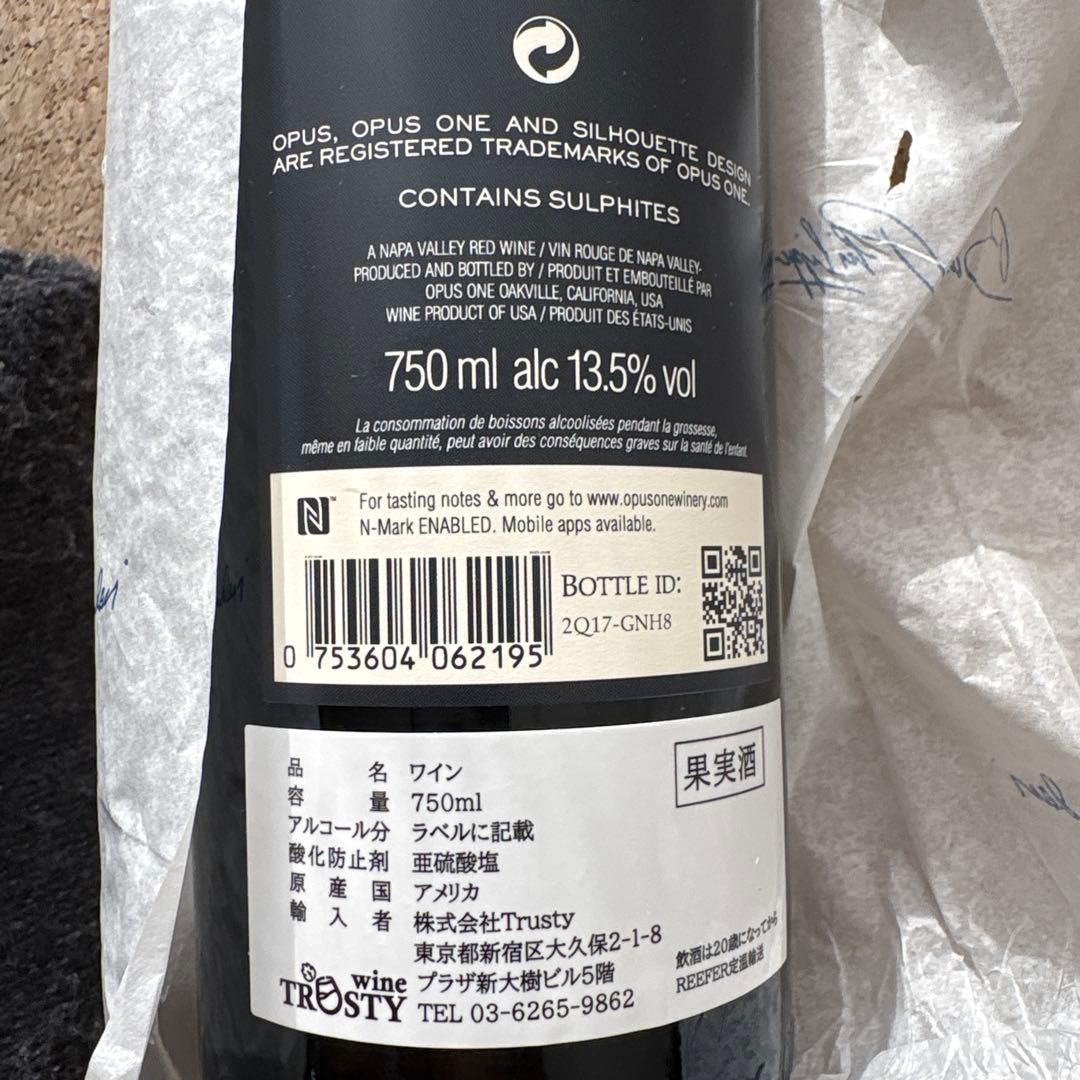 OPUS, OPUS ONE AND SILHOUETTE DESIGN
ARE REGISTERED TRADEMARKS OF OPUS ONE.
CONTAINS SULPHITES
A NAPA VALLEY RED WINE / VIN ROUGE DE NAPA VALLEY-
PRODUCED AND BOTTLED BY / PRODUIT ET EMBOUTEILLÉ PAR
OPUS ONE OAKVILLE, CALIFORNIA, USA
WINE PRODUCT OF USA / PRODUIT DES ÉTATS-UNIS
750 ml alc 13.5% vol
La consommation de boissons alcoolisées pendant la grossesse,
même en faible quantité, peut avoir des conséquences graves sur la santé de l'enfant
N™ For tasting notes & more go to www.opusonewinery.com
N-Mark ENABLED. Mobile apps available.
BOTTLE ID:
2Q17-GNH8
0 753604 062195
果実酒
品名 ワイン
容量 750ml
アルコール分 ラベルに記載
酸化防止剤 亜硫酸塩
原産国 アメリカ
輸入者 株式会社Trusty
東京都新宿区大久保2-1-8
プラザ新大樹ビル5階
TEL 03-6265-9862
wine
TRUSTY
飲酒は20歳になってから
REEFER定温輸送